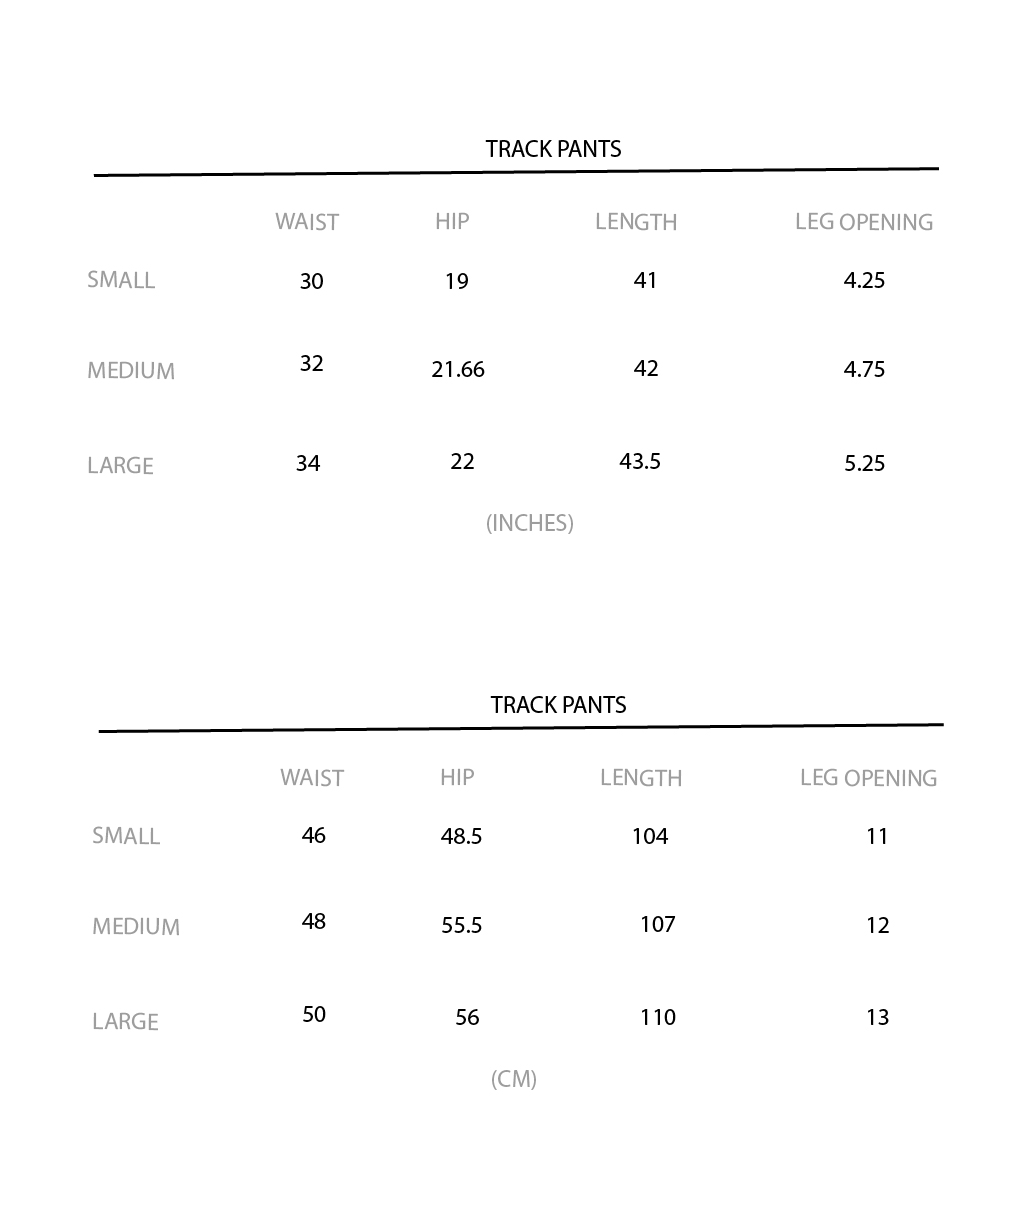 TRACK PANTS
WAIST HIP LENGTH LEG OPENING
SMALL 30 19 41 4.25
MEDIUM 32 21.66 42 4.75
LARGE 34 22 43.5 5.25
(INCHES)
TRACK PANTS
WAIST HIP LENGTH LEG OPENING
SMALL 46 48.5 104 11
MEDIUM 48 55.5 107 12
LARGE 50 56 110 13
(CM)